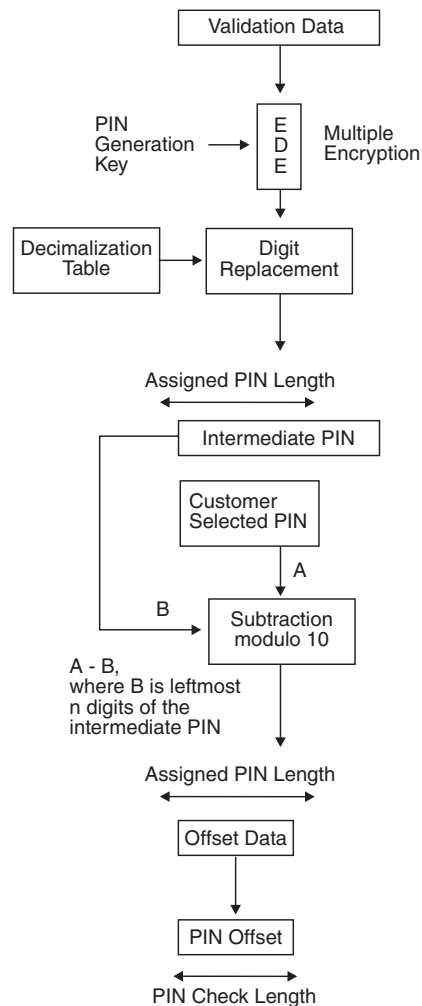 Validation Data
PIN
Generation
Key
E
D
E
Multiple
Encryption
Decimalization
Table
Digit
Replacement
Assigned PIN Length
Intermediate PIN
Customer
Selected PIN
A
B
Subtraction
modulo 10
A - B,
where B is leftmost
n digits of the
intermediate PIN
Assigned PIN Length
Offset Data
PIN Offset
PIN Check Length